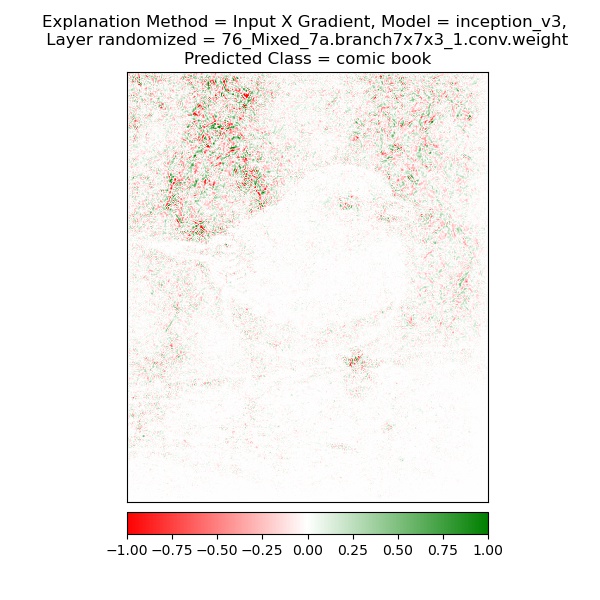 Explanation Method = Input X Gradient, Model = inception_v3,
Layer randomized = 76_Mixed_7a.branch7x7x3_1.conv.weight
Predicted Class = comic book
−1.00 −0.75 −0.50 −0.25 0.00 0.25 0.50 0.75 1.00